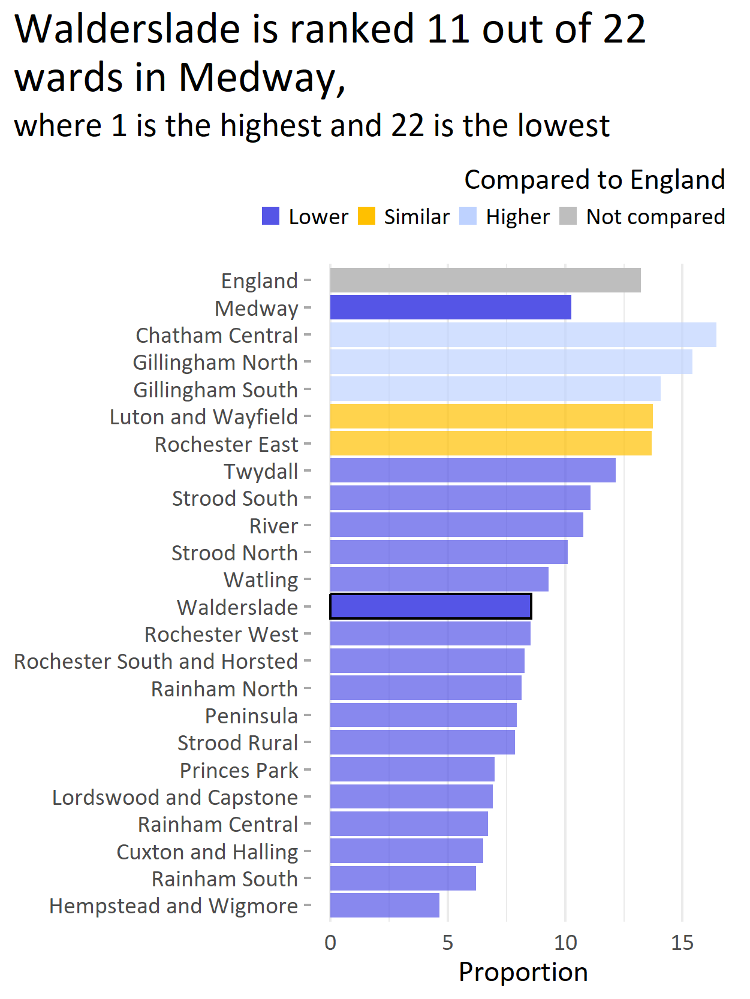 Walderslade is ranked 11 out of 22
wards in Medway,
where 1 is the highest and 22 is the lowest
Compared to England
Lower Similar Higher Not compared
England
Medway
Chatham Central
Gillingham North
Gillingham South
Luton and Wayfield
Rochester East
Twydall
Strood South
River
Strood North
Watling
Walderslade
Rochester West
Rochester South and Horsted
Rainham North
Peninsula
Strood Rural
Princes Park
Lordswood and Capstone
Rainham Central
Cuxton and Halling
Rainham South
Hempstead and Wigmore
0 5 10 15
Proportion